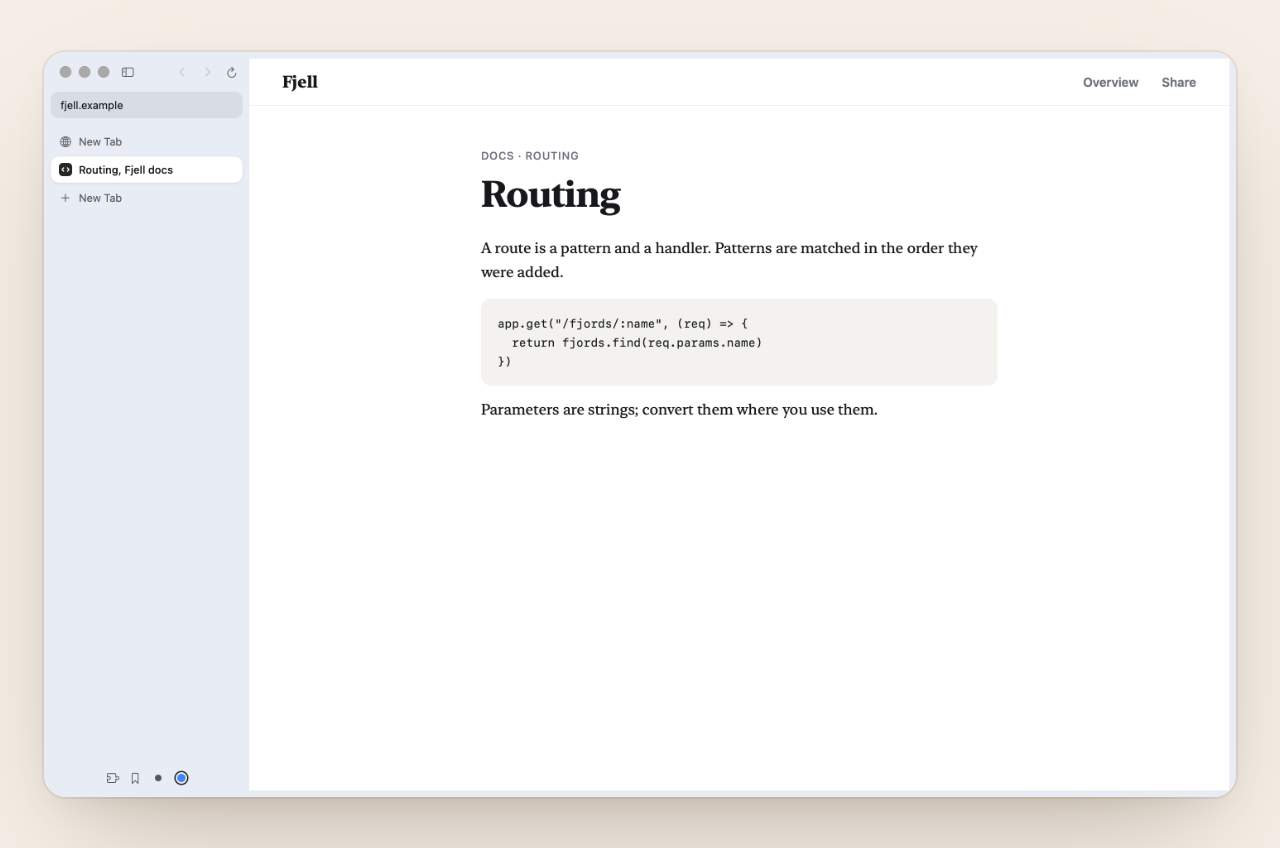 fjell.example
New Tab
Routing, Fjell docs
New Tab
Fjell
Overview
Share
DOCS · ROUTING
Routing
A route is a pattern and a handler. Patterns are matched in the order they
were added.
app.get("/fjords/:name", (req) => {
  return fjords.find(req.params.name)
})
Parameters are strings; convert them where you use them.